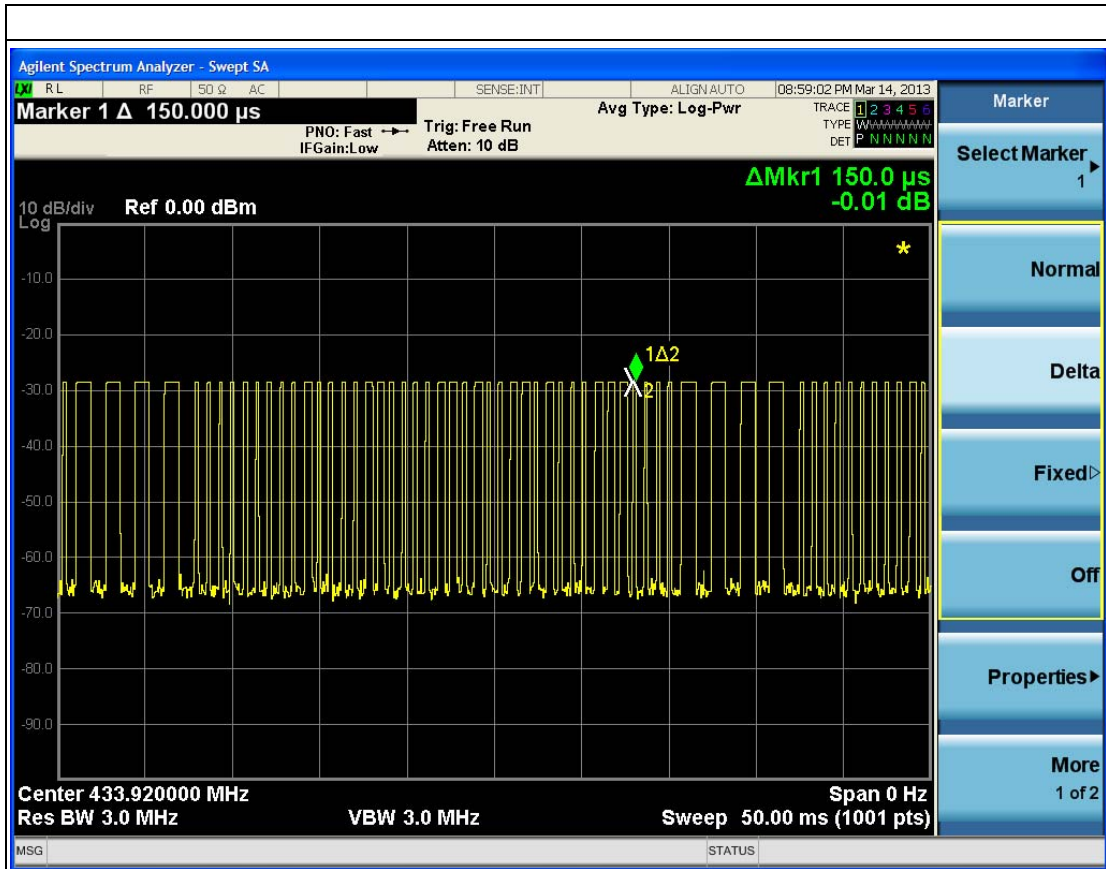 Agilent Spectrum Analyzer - Swept SA
LXI RL RF 50 Ω AC SENSE:INT ALIGN AUTO 08:59:02 PM Mar 14, 2013
Marker 1 Δ 150.000 µs
PNO: Fast
IFGain:Low
Trig: Free Run
Atten: 10 dB
Avg Type: Log-Pwr
TRACE 1 2 3 4 5 6
TYPE WWWWWW
DET P N N N N N
ΔMkr1 150.0 µs
-0.01 dB
10 dB/div Ref 0.00 dBm
Log
-10.0
-20.0
-30.0
-40.0
-50.0
-60.0
-70.0
-80.0
-90.0
*
1Δ2
2
Center 433.920000 MHz Span 0 Hz
Res BW 3.0 MHz VBW 3.0 MHz Sweep 50.00 ms (1001 pts)
MSG STATUS
Marker
Select Marker
1
Normal
Delta
Fixed
Off
Properties
More
1 of 2